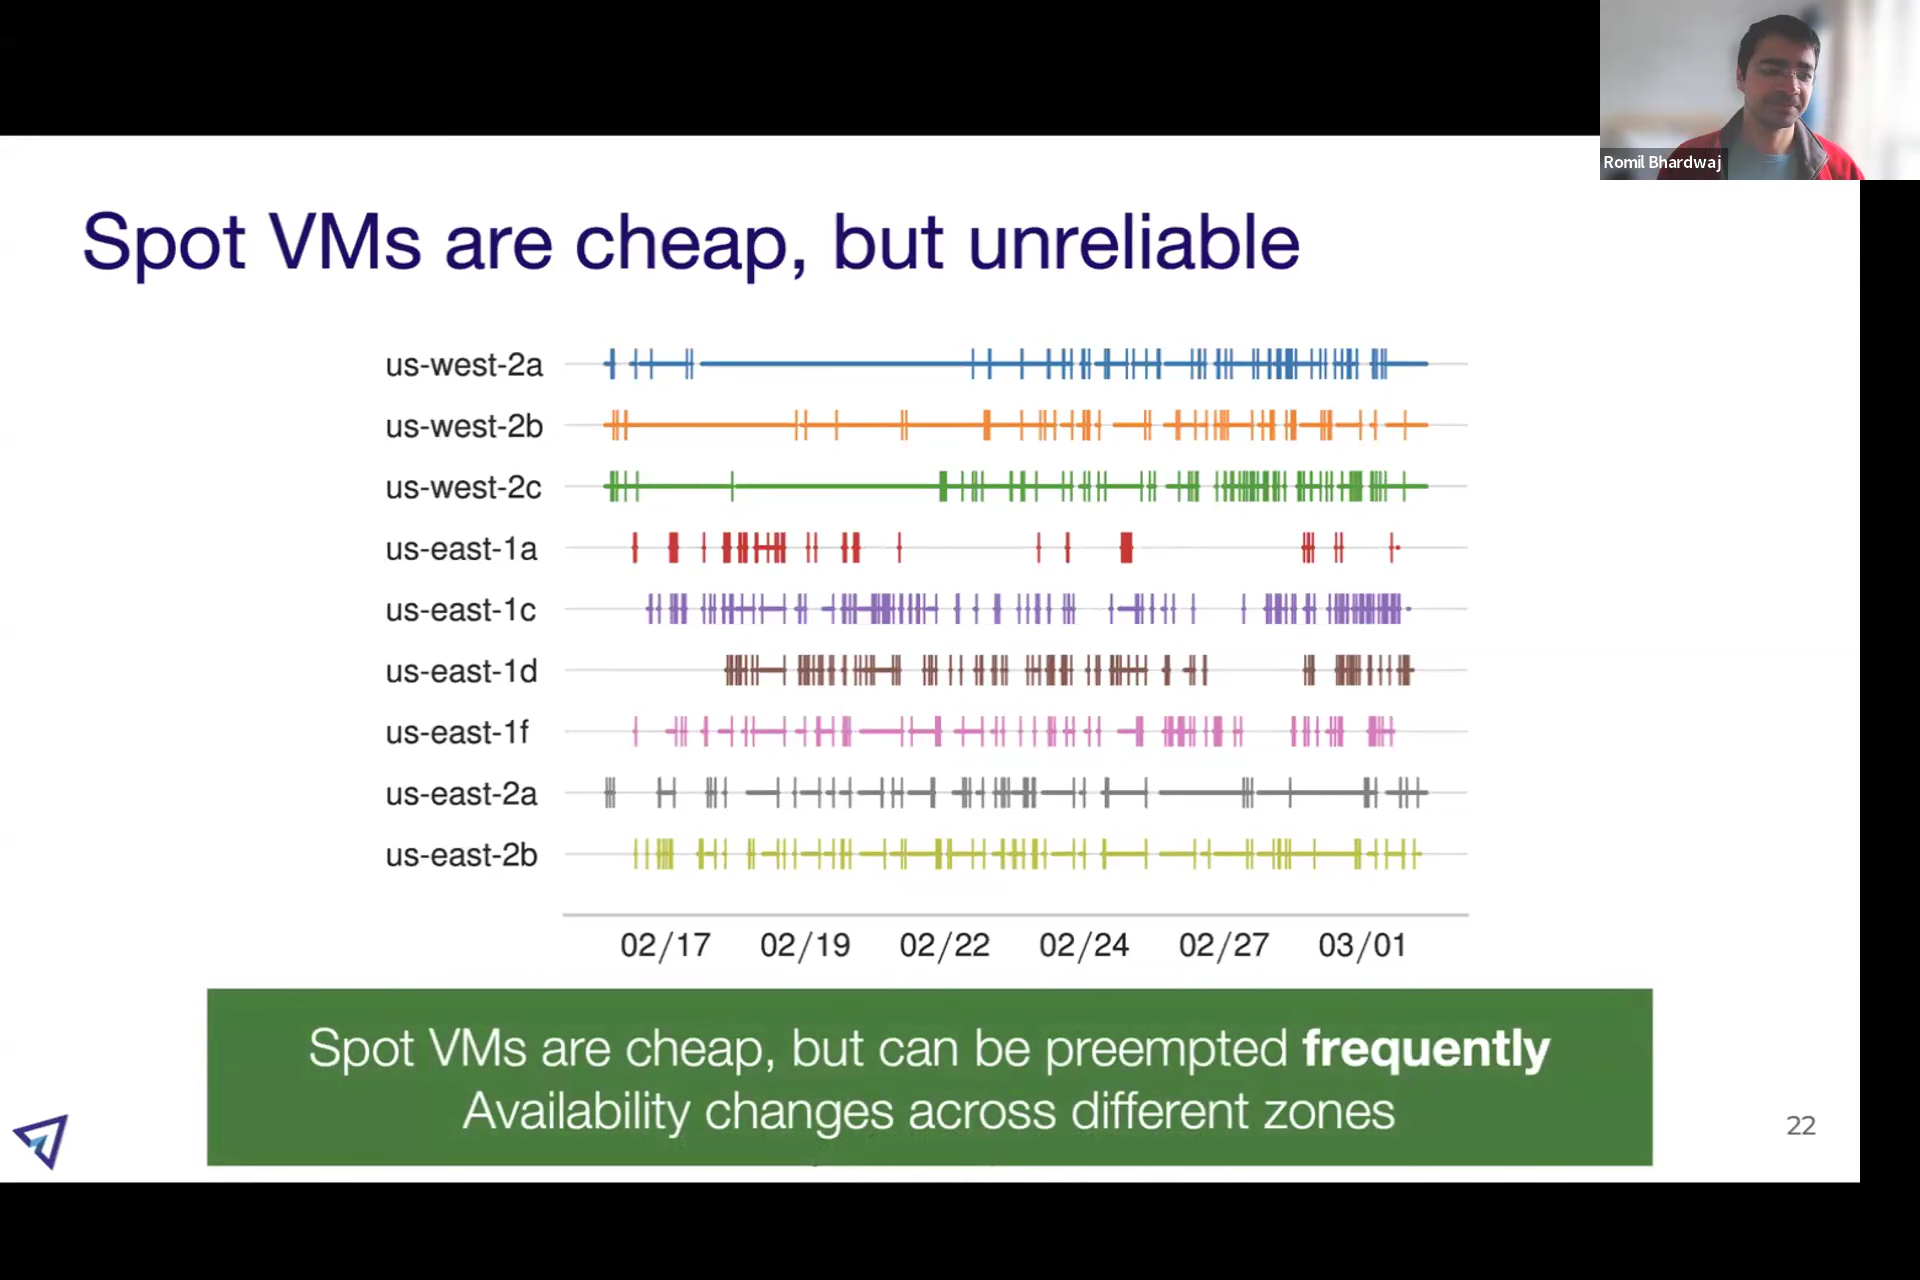 Romil Bhardwaj
Spot VMs are cheap, but unreliable
us-west-2a
us-west-2b
us-west-2c
us-east-1a
us-east-1c
us-east-1d
us-east-1f
us-east-2a
us-east-2b
02/17 02/19 02/22 02/24 02/27 03/01
Spot VMs are cheap, but can be preempted frequently
Availability changes across different zones
22